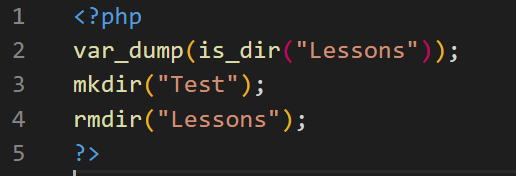 1 <?php
2 var_dump(is_dir("Lessons"));
3 mkdir("Test");
4 rmdir("Lessons");
5 ?>